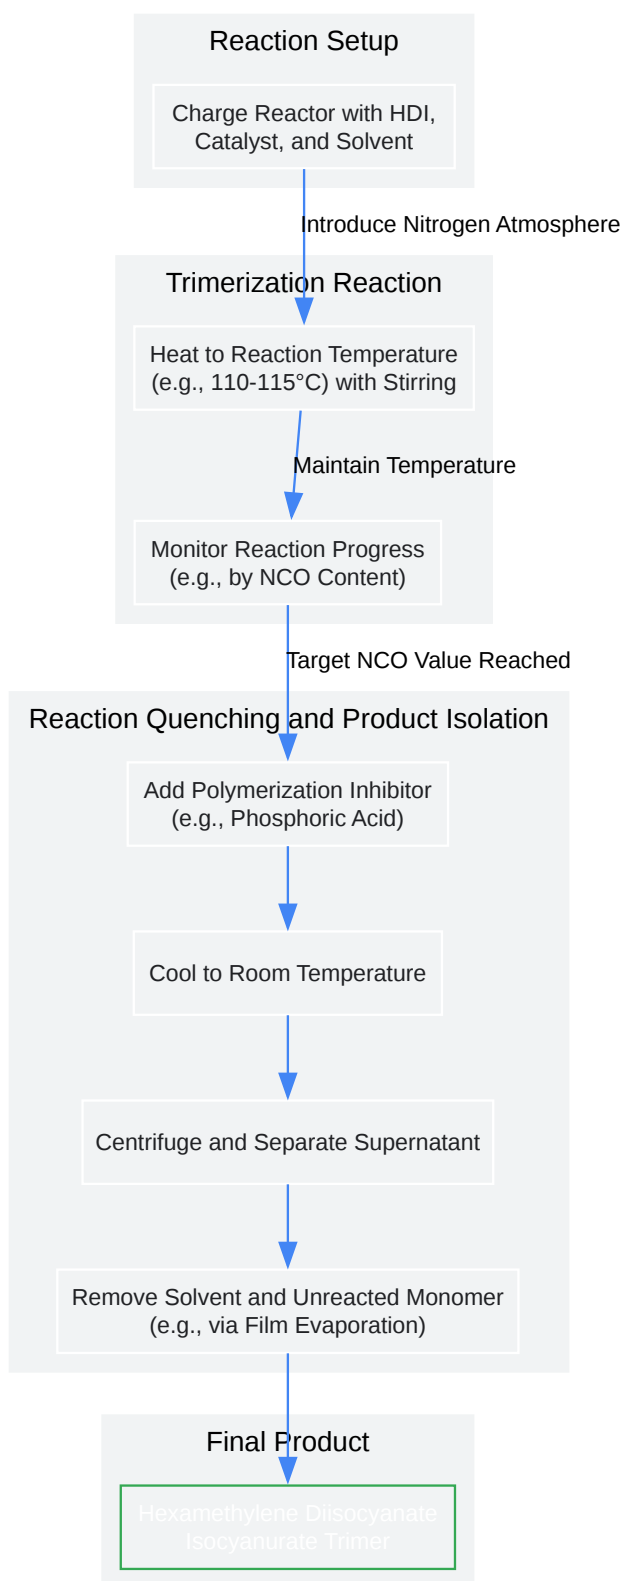 Reaction Setup
Charge Reactor with HDI,
Catalyst, and Solvent
Introduce Nitrogen Atmosphere
Trimerization Reaction
Heat to Reaction Temperature
(e.g., 110-115°C) with Stirring
Maintain Temperature
Monitor Reaction Progress
(e.g., by NCO Content)
Target NCO Value Reached
Reaction Quenching and Product Isolation
Add Polymerization Inhibitor
(e.g., Phosphoric Acid)
Cool to Room Temperature
Centrifuge and Separate Supernatant
Remove Solvent and Unreacted Monomer
(e.g., via Film Evaporation)
Final Product
Hexamethylene Diisocyanate
Isocyanurate Trimer